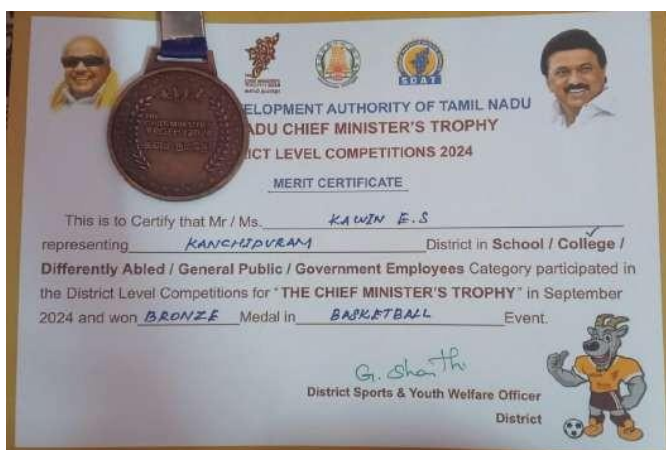 SDAT
ELOPMENT AUTHORITY OF TAMIL NADU
ADU CHIEF MINISTER'S TROPHY
ICT LEVEL COMPETITIONS 2024
MERIT CERTIFICATE
This is to Certify that Mr / Ms. KAWIN E.S
representing KANCHIPURAM District in School / College /
Differently Abled / General Public / Government Employees Category participated in
the District Level Competitions for "THE CHIEF MINISTER'S TROPHY" in September
2024 and won BRONZE Medal in BASKETBALL Event.
G. Shanthi
District Sports & Youth Welfare Officer
District